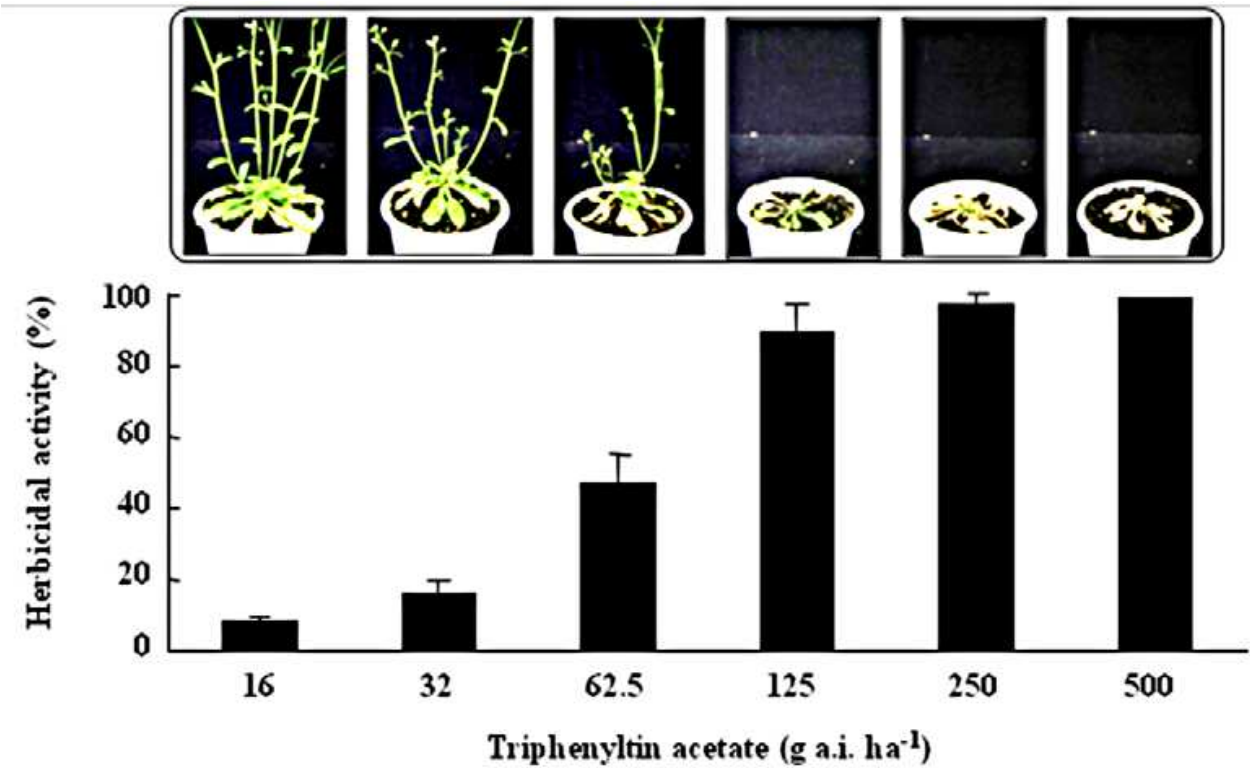 Herbicidal activity (%)
100
80
60
40
20
0
16 32 62.5 125 250 500
Triphenyltin acetate (g a.i. ha⁻¹)